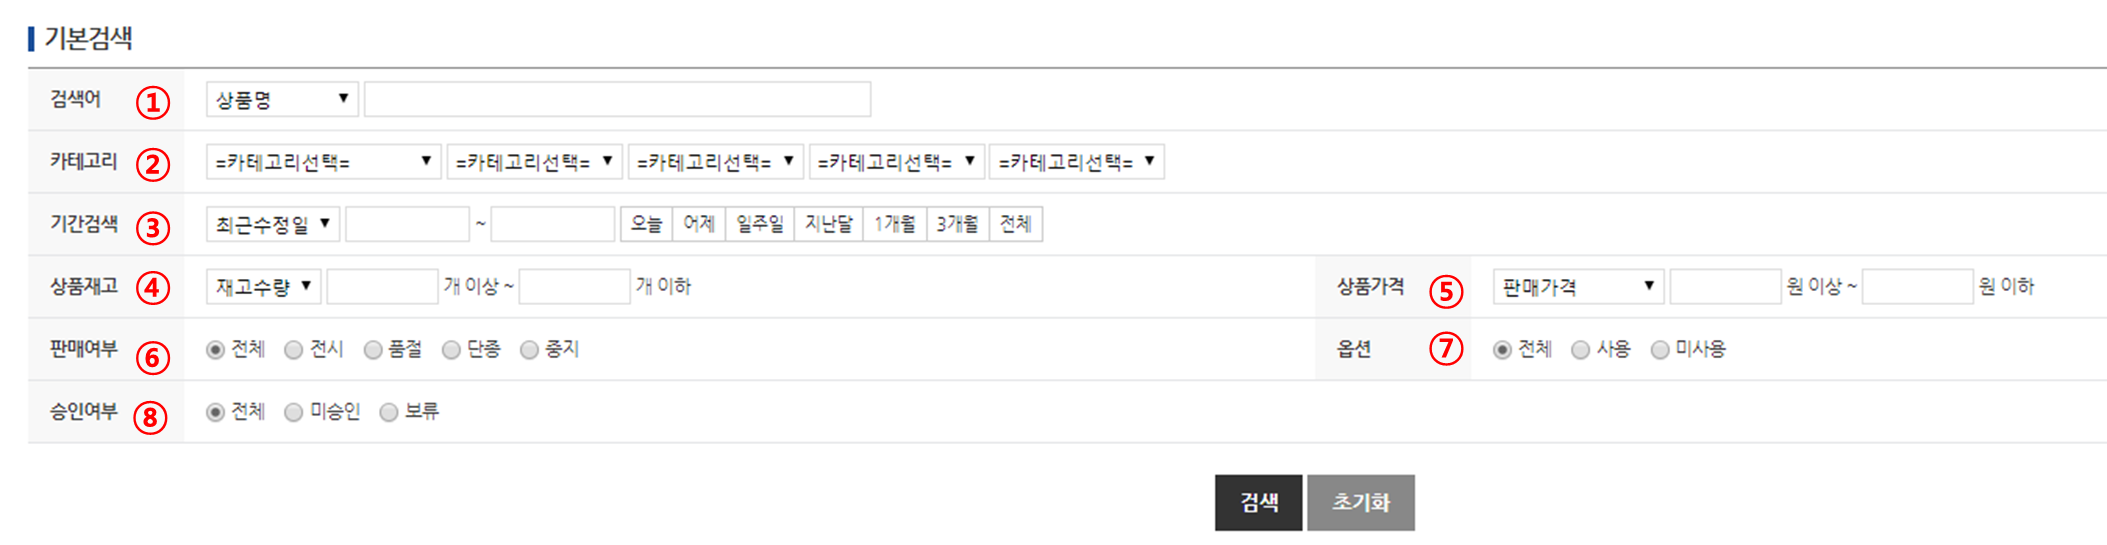 기본검색
검색어 ① 상품명
카테고리 ② =카테고리선택= =카테고리선택= =카테고리선택= =카테고리선택= =카테고리선택=
기간검색 ③ 최근수정일 ~ 오늘 어제 일주일 지난달 1개월 3개월 전체
상품재고 ④ 재고수량 개 이상 ~ 개 이하 상품가격 ⑤ 판매가격 원 이상 ~ 원 이하
판매여부 ⑥ 전체 전시 품절 단종 중지 옵션 ⑦ 전체 사용 미사용
승인여부 ⑧ 전체 미승인 보류
검색 초기화